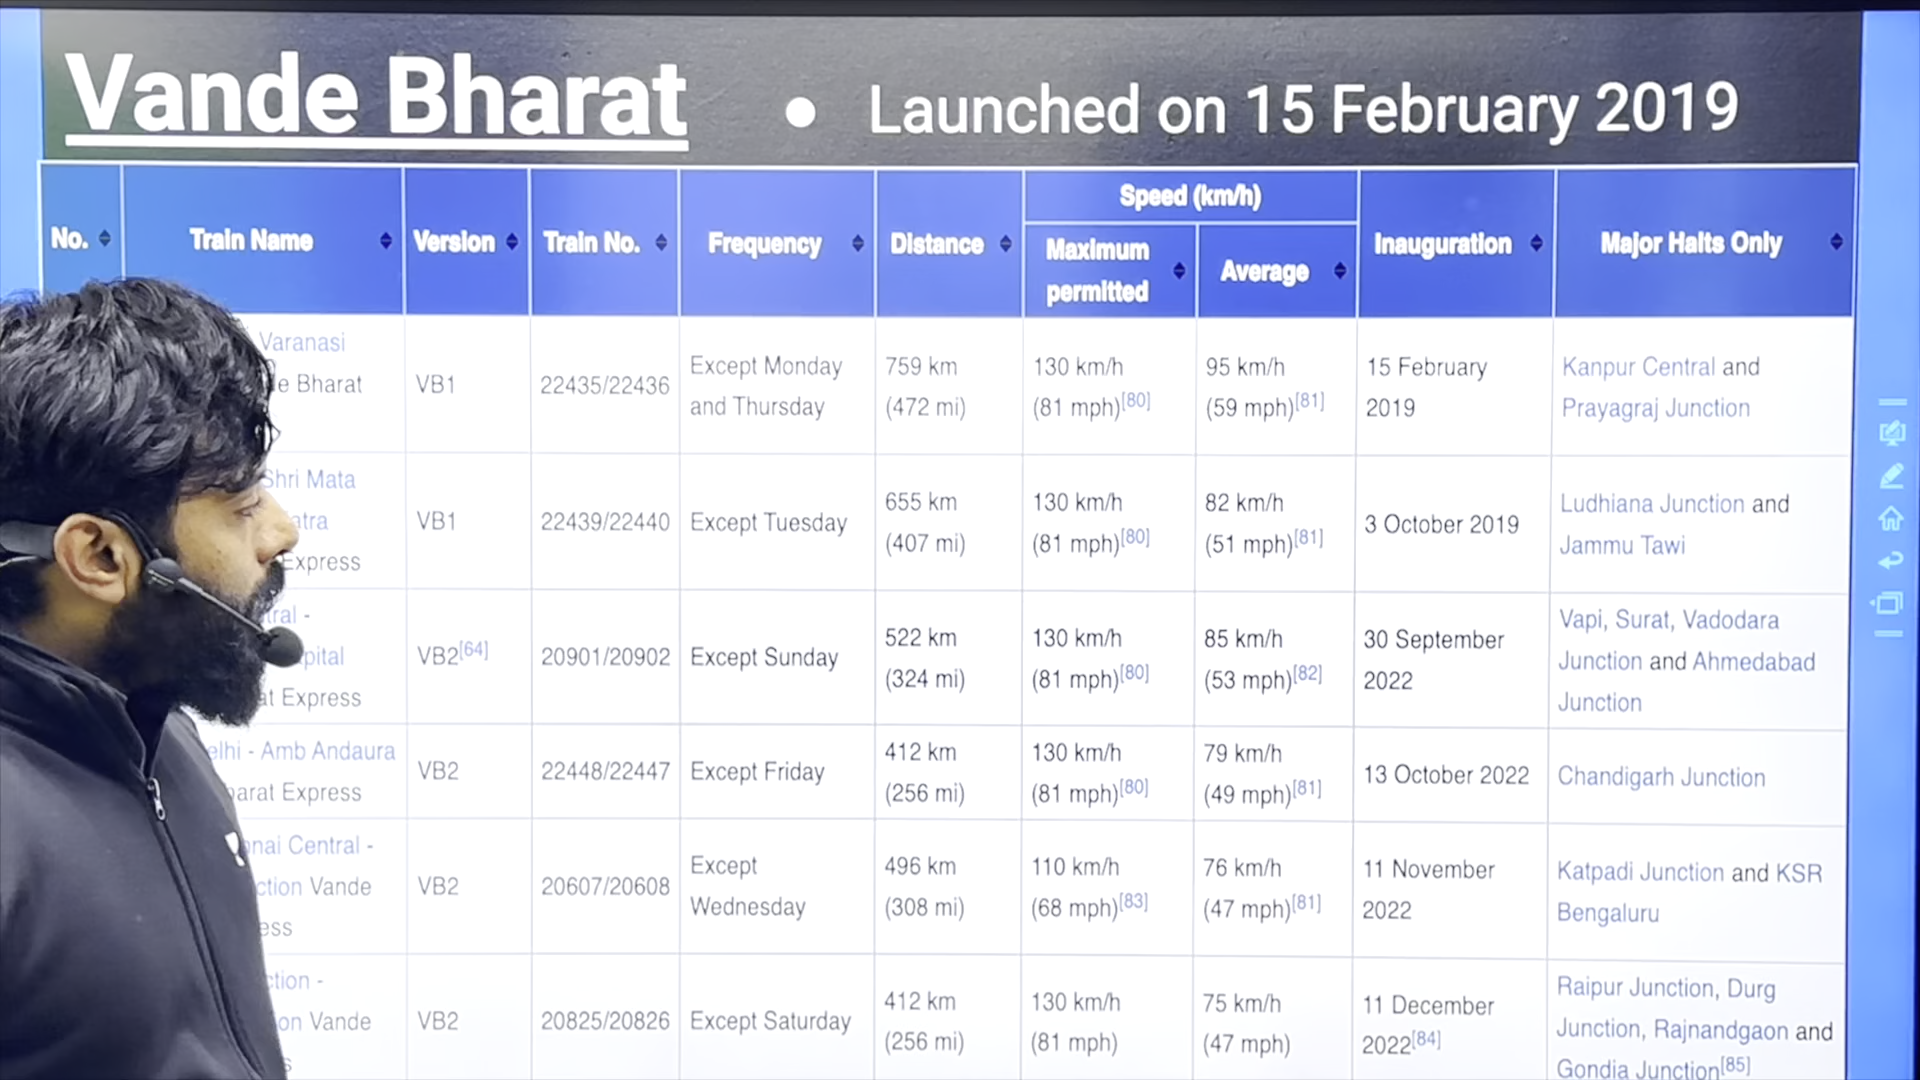 Vande Bharat • Launched on 15 February 2019
Speed (km/h)
No. Train Name Version Train No. Frequency Distance Maximum permitted Average Inauguration Major Halts Only
Varanasi
Bharat VB1 22435/22436 Except Monday and Thursday 759 km (472 mi) 130 km/h (81 mph)[80] 95 km/h (59 mph)[81] 15 February 2019 Kanpur Central and Prayagraj Junction
Shri Mata
Express VB1 22439/22440 Except Tuesday 655 km (407 mi) 130 km/h (81 mph)[80] 82 km/h (51 mph)[81] 3 October 2019 Ludhiana Junction and Jammu Tawi
Express VB2[64] 20901/20902 Except Sunday 522 km (324 mi) 130 km/h (81 mph)[80] 85 km/h (53 mph)[82] 30 September 2022 Vapi, Surat, Vadodara Junction and Ahmedabad Junction
- Amb Andaura
Express VB2 22448/22447 Except Friday 412 km (256 mi) 130 km/h (81 mph)[80] 79 km/h (49 mph)[81] 13 October 2022 Chandigarh Junction
Central -
Vande VB2 20607/20608 Except Wednesday 496 km (308 mi) 110 km/h (68 mph)[83] 76 km/h (47 mph)[81] 11 November 2022 Katpadi Junction and KSR Bengaluru
Vande VB2 20825/20826 Except Saturday 412 km (256 mi) 130 km/h (81 mph) 75 km/h (47 mph) 11 December 2022[84] Raipur Junction, Durg Junction, Rajnandgaon and Gondia Junction[85]